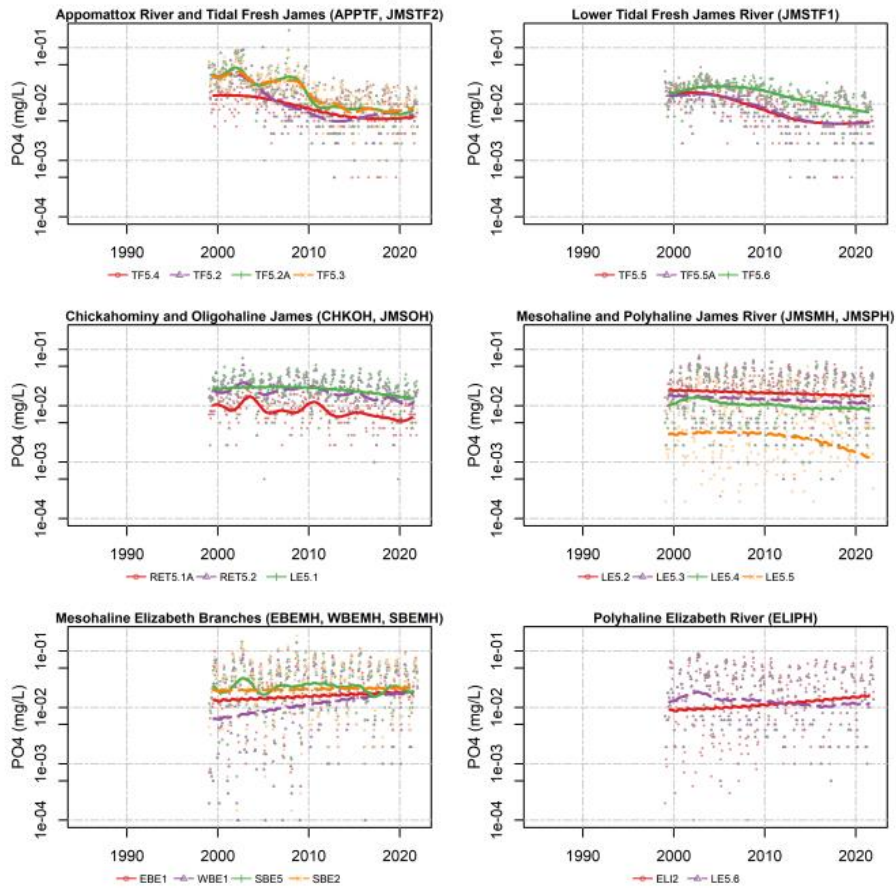 Appomattox River and Tidal Fresh James (APPTF, JMSTF2)
PO4 (mg/L)
1e-01
1e-02
1e-03
1e-04
1990 2000 2010 2020
TF5.4 TF5.2 TF5.2A TF5.3
Lower Tidal Fresh James River (JMSTF1)
PO4 (mg/L)
1e-01
1e-02
1e-03
1e-04
1990 2000 2010 2020
TF5.5 TF5.5A TF5.6
Chickahominy and Oligohaline James (CHKOH, JMSOH)
PO4 (mg/L)
1e-01
1e-02
1e-03
1e-04
1990 2000 2010 2020
RET5.1A RET5.2 LE5.1
Mesohaline and Polyhaline James River (JMSMH, JMSPH)
PO4 (mg/L)
1e-01
1e-02
1e-03
1e-04
1990 2000 2010 2020
LE5.2 LE5.3 LE5.4 LE5.5
Mesohaline Elizabeth Branches (EBEMH, WBEMH, SBEMH)
PO4 (mg/L)
1e-01
1e-02
1e-03
1e-04
1990 2000 2010 2020
EBE1 WBE1 SBE5 SBE2
Polyhaline Elizabeth River (ELIPH)
PO4 (mg/L)
1e-01
1e-02
1e-03
1e-04
1990 2000 2010 2020
ELI2 LE5.6